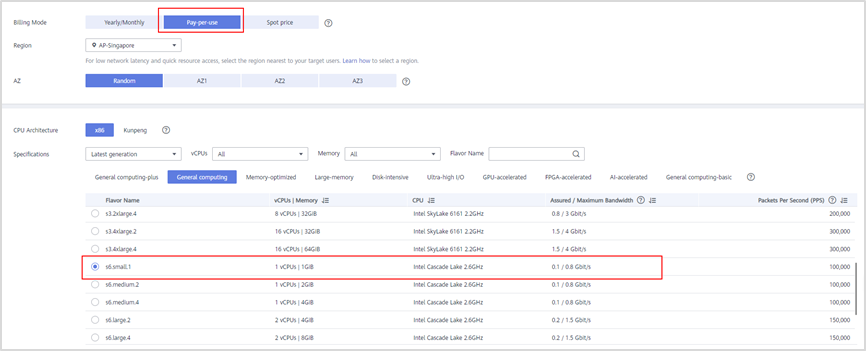 Billing Mode Yearly/Monthly Pay-per-use Spot price
Region AP-Singapore
For low network latency and quick resource access, select the region nearest to your target users. Learn how to select a region.
AZ Random AZ1 AZ2 AZ3
CPU Architecture x86 Kunpeng
Specifications Latest generation vCPUs All Memory All Flavor Name
General computing-plus General computing Memory-optimized Large-memory Disk-intensive Ultra-high I/O GPU-accelerated FPGA-accelerated AI-accelerated General computing-basic
Flavor Name vCPUs | Memory CPU Assured / Maximum Bandwidth Packets Per Second (PPS)
s3.2xlarge.4 8 vCPUs | 32GiB Intel SkyLake 6161 2.2GHz 0.8 / 3 Gbit/s 200,000
s3.4xlarge.2 16 vCPUs | 32GiB Intel SkyLake 6161 2.2GHz 1.5 / 4 Gbit/s 300,000
s3.4xlarge.4 16 vCPUs | 64GiB Intel SkyLake 6161 2.2GHz 1.5 / 4 Gbit/s 300,000
s6.small.1 1 vCPUs | 1GiB Intel Cascade Lake 2.6GHz 0.1 / 0.8 Gbit/s 100,000
s6.medium.2 1 vCPUs | 2GiB Intel Cascade Lake 2.6GHz 0.1 / 0.8 Gbit/s 100,000
s6.medium.4 1 vCPUs | 4GiB Intel Cascade Lake 2.6GHz 0.1 / 0.8 Gbit/s 100,000
s6.large.2 2 vCPUs | 4GiB Intel Cascade Lake 2.6GHz 0.2 / 1.5 Gbit/s 150,000
s6.large.4 2 vCPUs | 8GiB Intel Cascade Lake 2.6GHz 0.2 / 1.5 Gbit/s 150,000